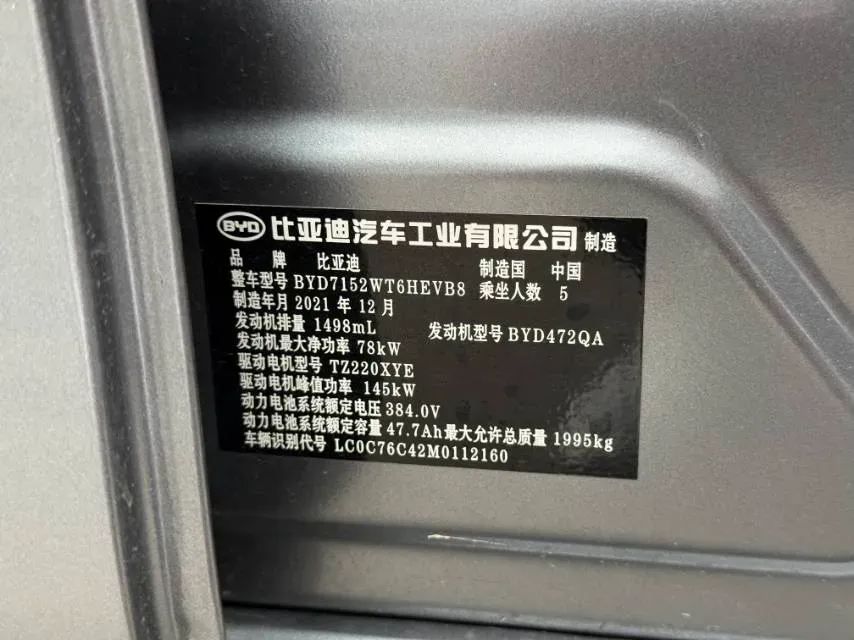 BYD 比亚迪汽车工业有限公司 制造
品 牌 比亚迪 制造国 中国
整车型号 BYD7152WT6HEVB8 乘坐人数 5
制造年月 2021 年 12 月
发动机排量 1498mL 发动机型号 BYD472QA
发动机最大净功率 78kW
驱动电机型号 TZ220XYE
驱动电机峰值功率 145kW
动力电池系统额定电压 384.0V
动力电池系统额定容量 47.7Ah 最大允许总质量 1995kg
车辆识别代号 LC0C76C42M0112160